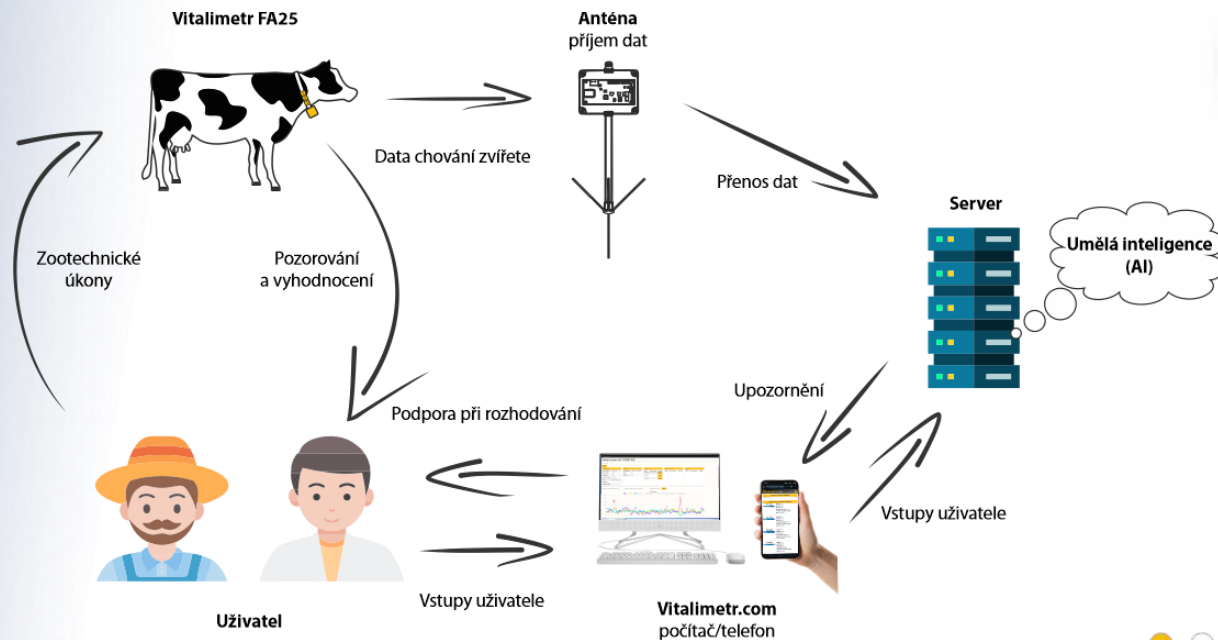 Vitalimetr FA25
Anténa
příjem dat
Data chování zvířete
Přenos dat
Server
Umělá inteligence
(AI)
Zootechnické
úkony
Pozorování
a vyhodnocení
Upozornění
Podpora při rozhodování
Vstupy uživatele
Vstupy uživatele
Uživatel
Vitalimetr.com
počítač/telefon